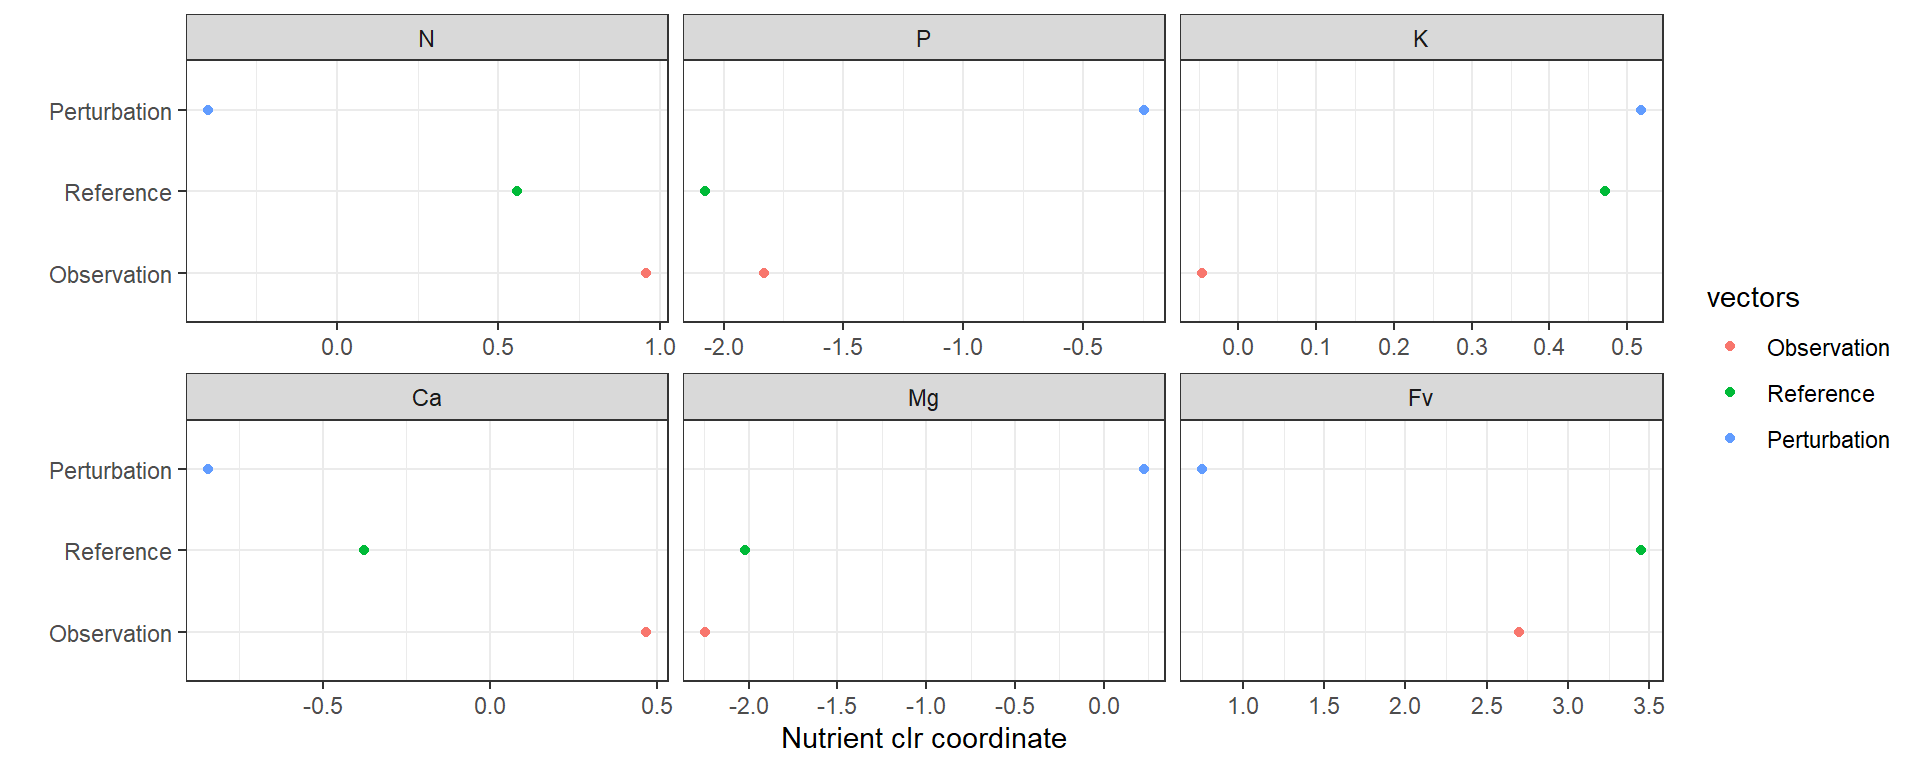 N P K
Perturbation
Reference
Observation
0.0 0.5 1.0 -2.0 -1.5 -1.0 -0.5 0.0 0.1 0.2 0.3 0.4 0.5
Ca Mg Fv
Perturbation
Reference
Observation
-0.5 0.0 0.5 -2.0 -1.5 -1.0 -0.5 0.0 1.0 1.5 2.0 2.5 3.0 3.5
Nutrient clr coordinate
vectors
Observation
Reference
Perturbation